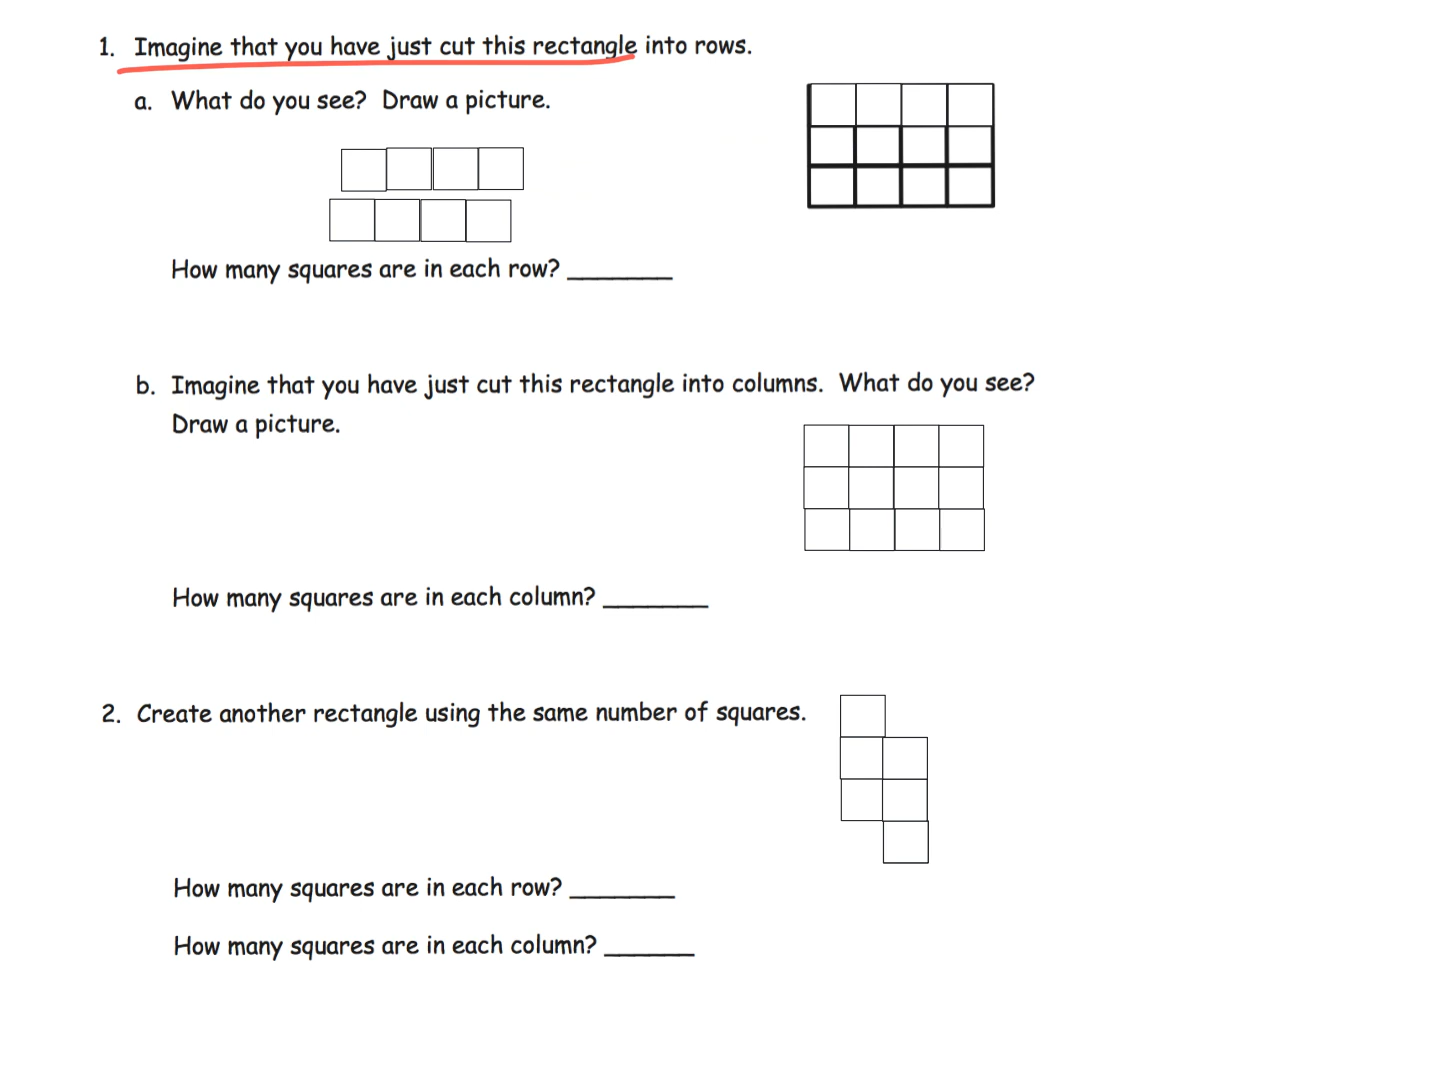 1. Imagine that you have just cut this rectangle into rows.
a. What do you see? Draw a picture.
How many squares are in each row? ________
b. Imagine that you have just cut this rectangle into columns. What do you see?
Draw a picture.
How many squares are in each column? ________
2. Create another rectangle using the same number of squares.
How many squares are in each row? ________
How many squares are in each column? _______